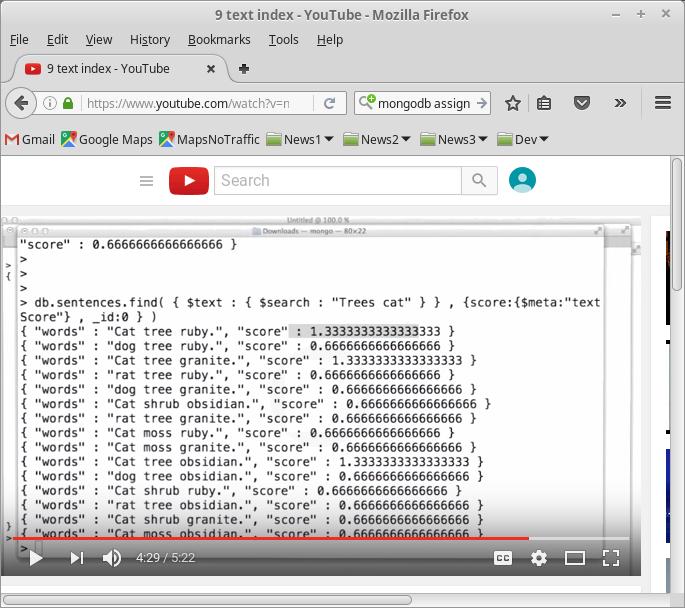 9 text index - YouTube - Mozilla Firefox
File Edit View History Bookmarks Tools Help
9 text index - YouTube
https://www.youtube.com/watch?v=n mongodb assign
Gmail Google Maps MapsNoTraffic News1 News2 News3 Dev
Search
Untitled @ 100.0 %
Downloads — mongo — 80×22
"score" : 0.6666666666666666 }
>
>
>
> db.sentences.find( { $text : { $search : "Trees cat" } } , {score:{$meta:"text
Score"} , _id:0 } )
{ "words" : "Cat tree ruby.", "score" : 1.3333333333333333 }
{ "words" : "dog tree ruby.", "score" : 0.6666666666666666 }
{ "words" : "Cat tree granite.", "score" : 1.3333333333333333 }
{ "words" : "rat tree ruby.", "score" : 0.6666666666666666 }
{ "words" : "dog tree granite.", "score" : 0.6666666666666666 }
{ "words" : "Cat shrub obsidian.", "score" : 0.6666666666666666 }
{ "words" : "rat tree granite.", "score" : 0.6666666666666666 }
{ "words" : "Cat moss ruby.", "score" : 0.6666666666666666 }
{ "words" : "Cat moss granite.", "score" : 0.6666666666666666 }
{ "words" : "Cat tree obsidian.", "score" : 1.3333333333333333 }
{ "words" : "dog tree obsidian.", "score" : 0.6666666666666666 }
{ "words" : "Cat shrub ruby.", "score" : 0.6666666666666666 }
{ "words" : "rat tree obsidian.", "score" : 0.6666666666666666 }
{ "words" : "Cat shrub granite.", "score" : 0.6666666666666666 }
{ "words" : "Cat moss obsidian.", "score" : 0.6666666666666666 }
>
4:29 / 5:22 CC